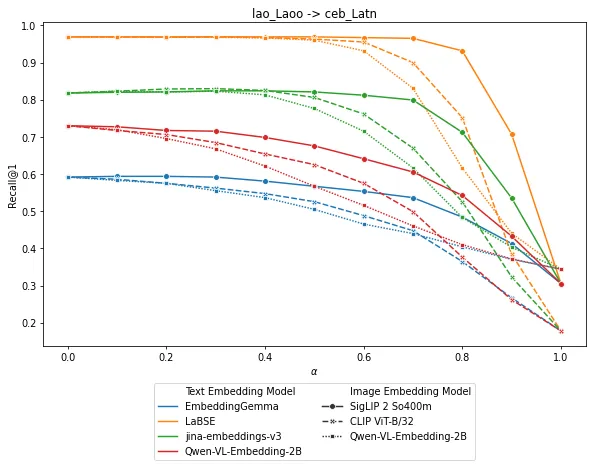 lao_Laoo -> ceb_Latn
1.0
0.9
0.8
0.7
0.6
0.5
0.4
0.3
0.2
Recall@1
0.0 0.2 0.4 0.6 0.8 1.0
α
Text Embedding Model Image Embedding Model
EmbeddingGemma SigLIP 2 So400m
LaBSE CLIP ViT-B/32
jina-embeddings-v3 Qwen-VL-Embedding-2B
Qwen-VL-Embedding-2B